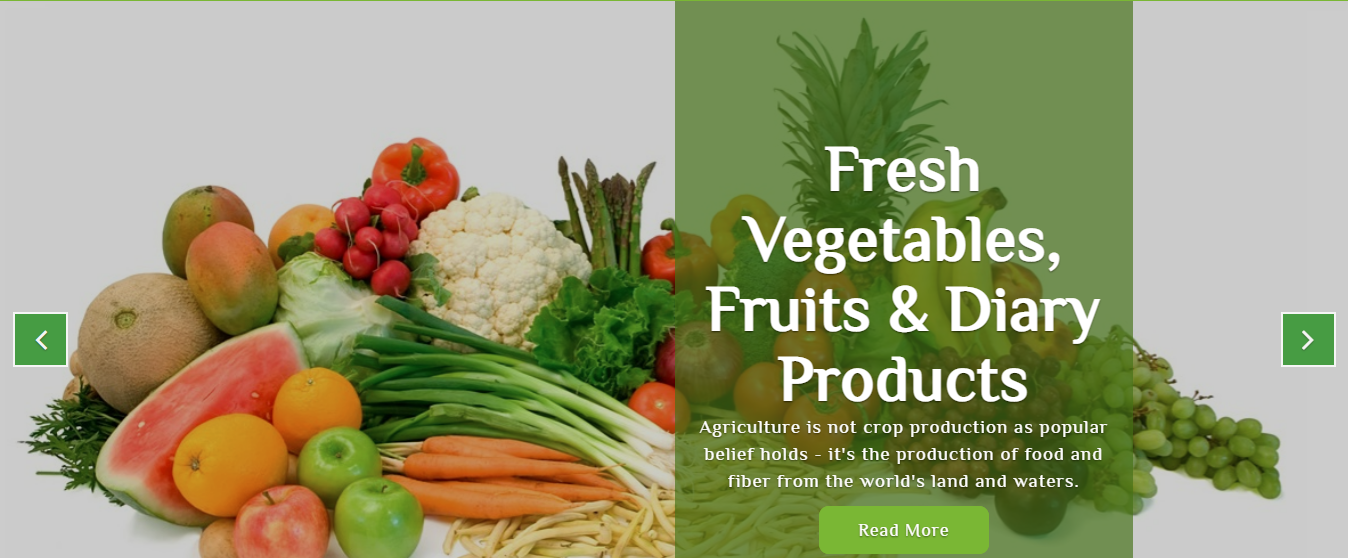 Fresh
Vegetables,
Fruits & Diary
Products
Agriculture is not crop production as popular
belief holds - it's the production of food and
fiber from the world's land and waters.
Read More